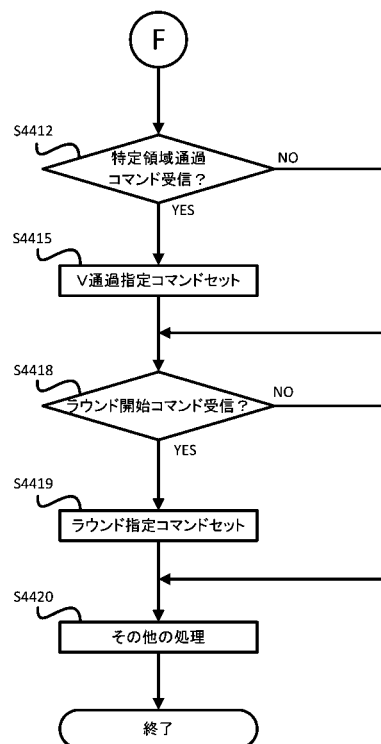 F
S4412
特定領域通過
コマンド受信？
NO
YES
S4415
V通過指定コマンドセット
S4418
ラウンド開始コマンド受信？
NO
YES
S4419
ラウンド指定コマンドセット
S4420
その他の処理
終了